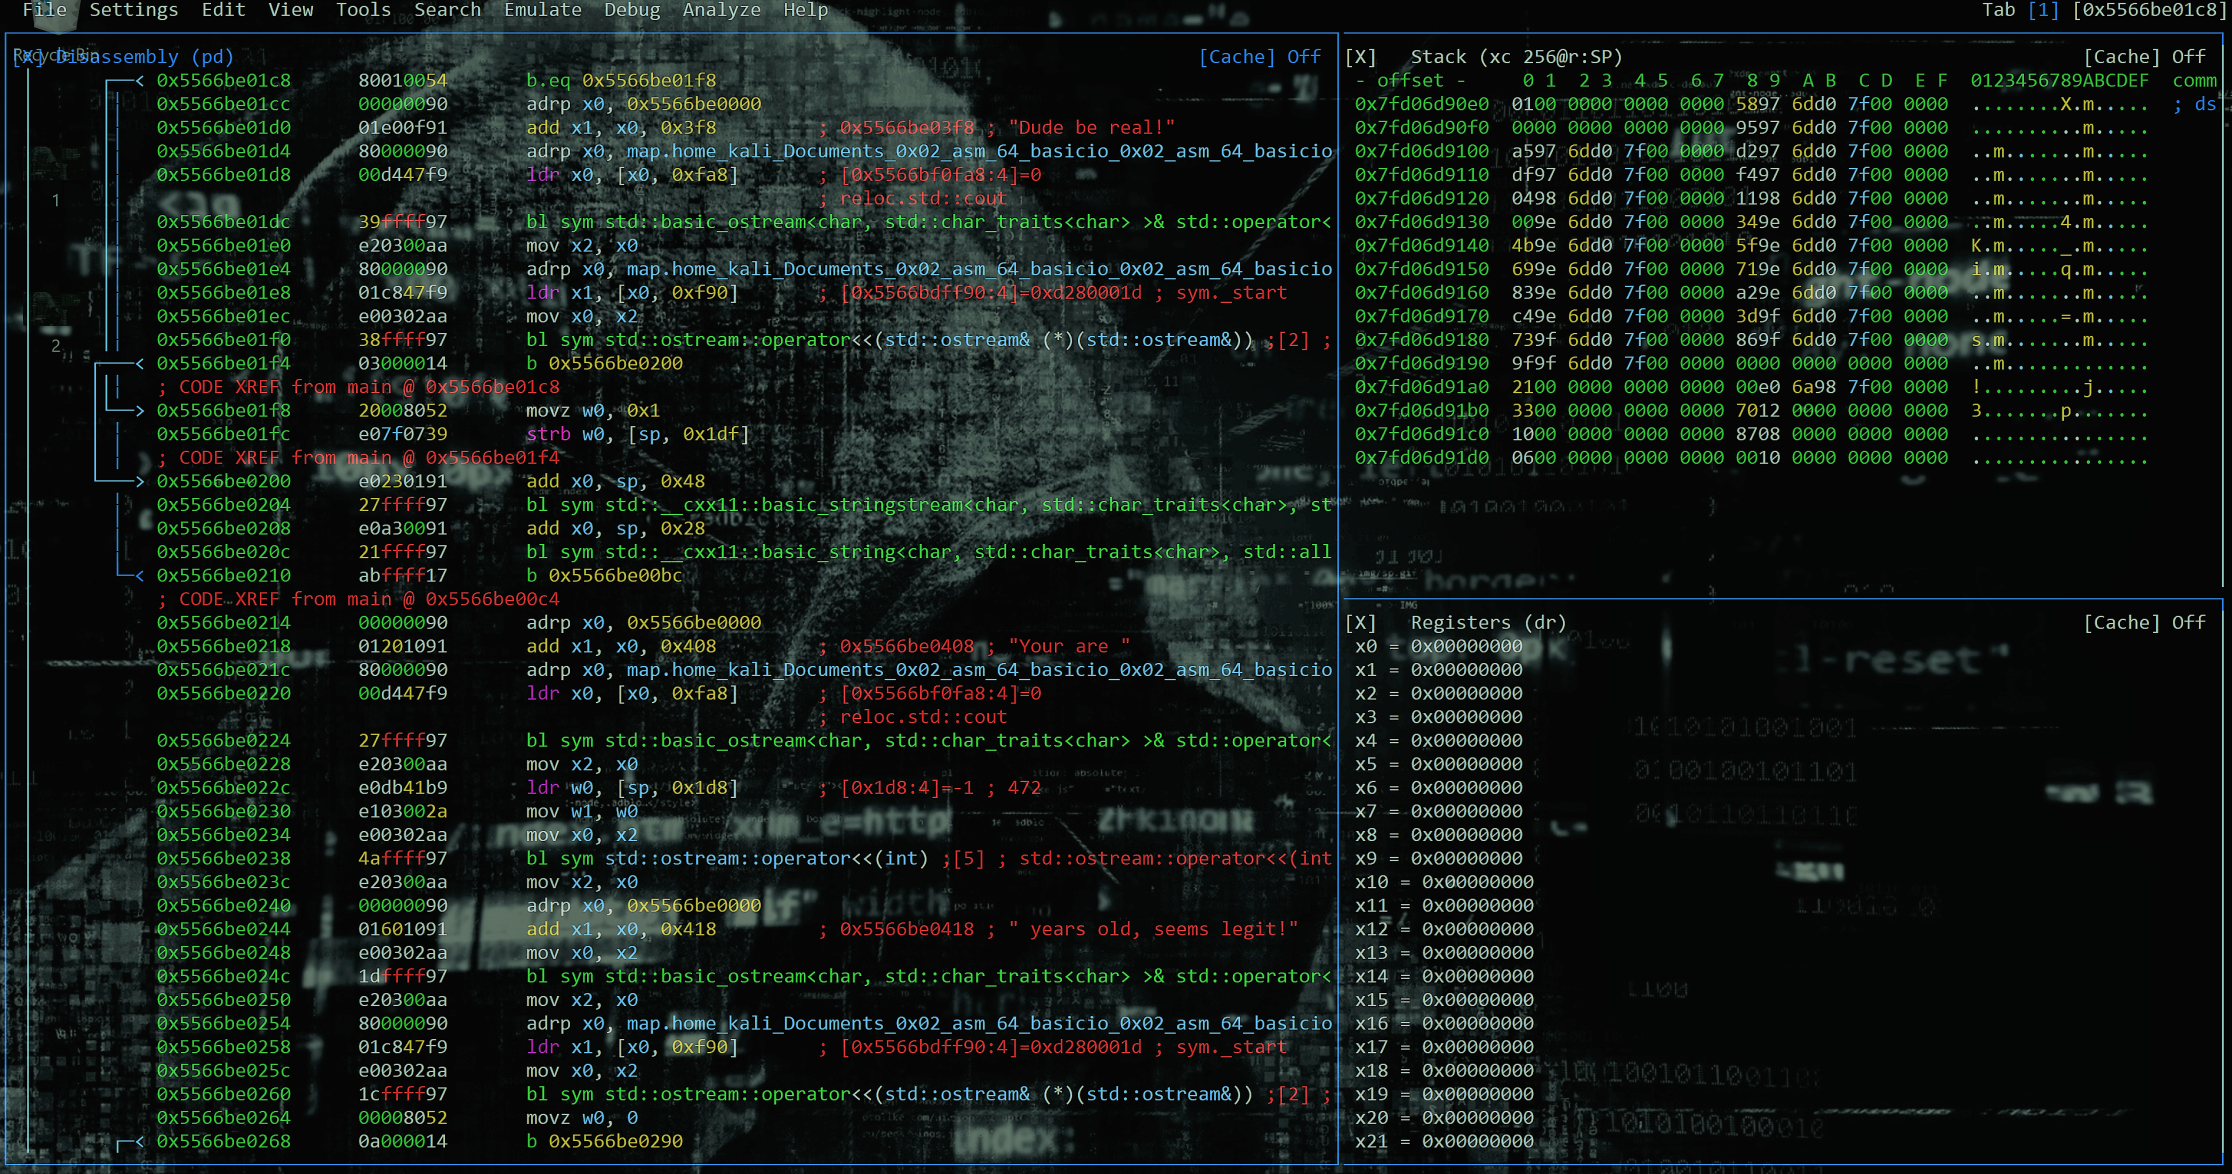 File Settings Edit View Tools Search Emulate Debug Analyze Help
Tab [1] [0x5566be01c8]
[X] Disassembly (pd) [Cache] Off
0x5566be01c8 80010054 b.eq 0x5566be01f8
0x5566be01cc 00000090 adrp x0, 0x5566be0000
0x5566be01d0 01e00f91 add x1, x0, 0x3f8 ; 0x5566be03f8 ; "Dude be real!"
0x5566be01d4 80000090 adrp x0, map.home_kali_Documents_0x02_asm_64_basicio_0x02_asm_64_basicio
0x5566be01d8 00d447f9 ldr x0, [x0, 0xfa8] ; [0x5566bf0fa8:4]=0
; reloc.std::cout
0x5566be01dc 39ffff97 bl sym std::basic_ostream<char, std::char_traits<char> >& std::operator<
0x5566be01e0 e20300aa mov x2, x0
0x5566be01e4 80000090 adrp x0, map.home_kali_Documents_0x02_asm_64_basicio_0x02_asm_64_basicio
0x5566be01e8 01c847f9 ldr x1, [x0, 0xf90] ; [0x5566bdff90:4]=0xd280001d ; sym._start
0x5566be01ec e00302aa mov x0, x2
0x5566be01f0 38ffff97 bl sym std::ostream::operator<<(std::ostream& (*)(std::ostream&)) ;[2] ;
0x5566be01f4 03000014 b 0x5566be0200
; CODE XREF from main @ 0x5566be01c8
0x5566be01f8 20008052 movz w0, 0x1
0x5566be01fc e07f0739 strb w0, [sp, 0x1df]
; CODE XREF from main @ 0x5566be01f4
0x5566be0200 e0230191 add x0, sp, 0x48
0x5566be0204 27ffff97 bl sym std::__cxx11::basic_stringstream<char, std::char_traits<char>, st
0x5566be0208 e0a30091 add x0, sp, 0x28
0x5566be020c 21ffff97 bl sym std::__cxx11::basic_string<char, std::char_traits<char>, std::all
0x5566be0210 abffff17 b 0x5566be00bc
; CODE XREF from main @ 0x5566be00c4
0x5566be0214 00000090 adrp x0, 0x5566be0000
0x5566be0218 01201091 add x1, x0, 0x408 ; 0x5566be0408 ; "Your are "
0x5566be021c 80000090 adrp x0, map.home_kali_Documents_0x02_asm_64_basicio_0x02_asm_64_basicio
0x5566be0220 00d447f9 ldr x0, [x0, 0xfa8] ; [0x5566bf0fa8:4]=0
; reloc.std::cout
0x5566be0224 27ffff97 bl sym std::basic_ostream<char, std::char_traits<char> >& std::operator<
0x5566be0228 e20300aa mov x2, x0
0x5566be022c e0db41b9 ldr w0, [sp, 0x1d8] ; [0x1d8:4]=-1 ; 472
0x5566be0230 e103002a mov w1, w0
0x5566be0234 e00302aa mov x0, x2
0x5566be0238 4affff97 bl sym std::ostream::operator<<(int) ;[5] ; std::ostream::operator<<(int
0x5566be023c e20300aa mov x2, x0
0x5566be0240 00000090 adrp x0, 0x5566be0000
0x5566be0244 01601091 add x1, x0, 0x418 ; 0x5566be0418 ; " years old, seems legit!"
0x5566be0248 e00302aa mov x0, x2
0x5566be024c 1dffff97 bl sym std::basic_ostream<char, std::char_traits<char> >& std::operator<
0x5566be0250 e20300aa mov x2, x0
0x5566be0254 80000090 adrp x0, map.home_kali_Documents_0x02_asm_64_basicio_0x02_asm_64_basicio
0x5566be0258 01c847f9 ldr x1, [x0, 0xf90] ; [0x5566bdff90:4]=0xd280001d ; sym._start
0x5566be025c e00302aa mov x0, x2
0x5566be0260 1cffff97 bl sym std::ostream::operator<<(std::ostream& (*)(std::ostream&)) ;[2] ;
0x5566be0264 00008052 movz w0, 0
0x5566be0268 0a000014 b 0x5566be0290
[X] Stack (xc 256@r:SP) [Cache] Off
- offset - 0 1 2 3 4 5 6 7 8 9 A B C D E F 0123456789ABCDEF comm
0x7fd06d90e0 0100 0000 0000 0000 5897 6dd0 7f00 0000 ........X.m..... ; ds
0x7fd06d90f0 0000 0000 0000 0000 9597 6dd0 7f00 0000 ..........m.....
0x7fd06d9100 a597 6dd0 7f00 0000 d297 6dd0 7f00 0000 ..m.......m.....
0x7fd06d9110 df97 6dd0 7f00 0000 f497 6dd0 7f00 0000 ..m.......m.....
0x7fd06d9120 0498 6dd0 7f00 0000 1198 6dd0 7f00 0000 ..m.......m.....
0x7fd06d9130 009e 6dd0 7f00 0000 349e 6dd0 7f00 0000 ..m.....4.m.....
0x7fd06d9140 4b9e 6dd0 7f00 0000 5f9e 6dd0 7f00 0000 K.m....._.m.....
0x7fd06d9150 699e 6dd0 7f00 0000 719e 6dd0 7f00 0000 i.m.....q.m.....
0x7fd06d9160 839e 6dd0 7f00 0000 a29e 6dd0 7f00 0000 ..m.......m.....
0x7fd06d9170 c49e 6dd0 7f00 0000 3d9f 6dd0 7f00 0000 ..m.....=.m.....
0x7fd06d9180 739f 6dd0 7f00 0000 869f 6dd0 7f00 0000 s.m.......m.....
0x7fd06d9190 9f9f 6dd0 7f00 0000 0000 0000 0000 0000 ..m.............
0x7fd06d91a0 2100 0000 0000 0000 00e0 6a98 7f00 0000 !.........j.....
0x7fd06d91b0 3300 0000 0000 0000 7012 0000 0000 0000 3.......p.......
0x7fd06d91c0 1000 0000 0000 0000 8708 0000 0000 0000 ................
0x7fd06d91d0 0600 0000 0000 0000 0010 0000 0000 0000 ................
[X] Registers (dr) [Cache] Off
x0 = 0x00000000
x1 = 0x00000000
x2 = 0x00000000
x3 = 0x00000000
x4 = 0x00000000
x5 = 0x00000000
x6 = 0x00000000
x7 = 0x00000000
x8 = 0x00000000
x9 = 0x00000000
x10 = 0x00000000
x11 = 0x00000000
x12 = 0x00000000
x13 = 0x00000000
x14 = 0x00000000
x15 = 0x00000000
x16 = 0x00000000
x17 = 0x00000000
x18 = 0x00000000
x19 = 0x00000000
x20 = 0x00000000
x21 = 0x00000000